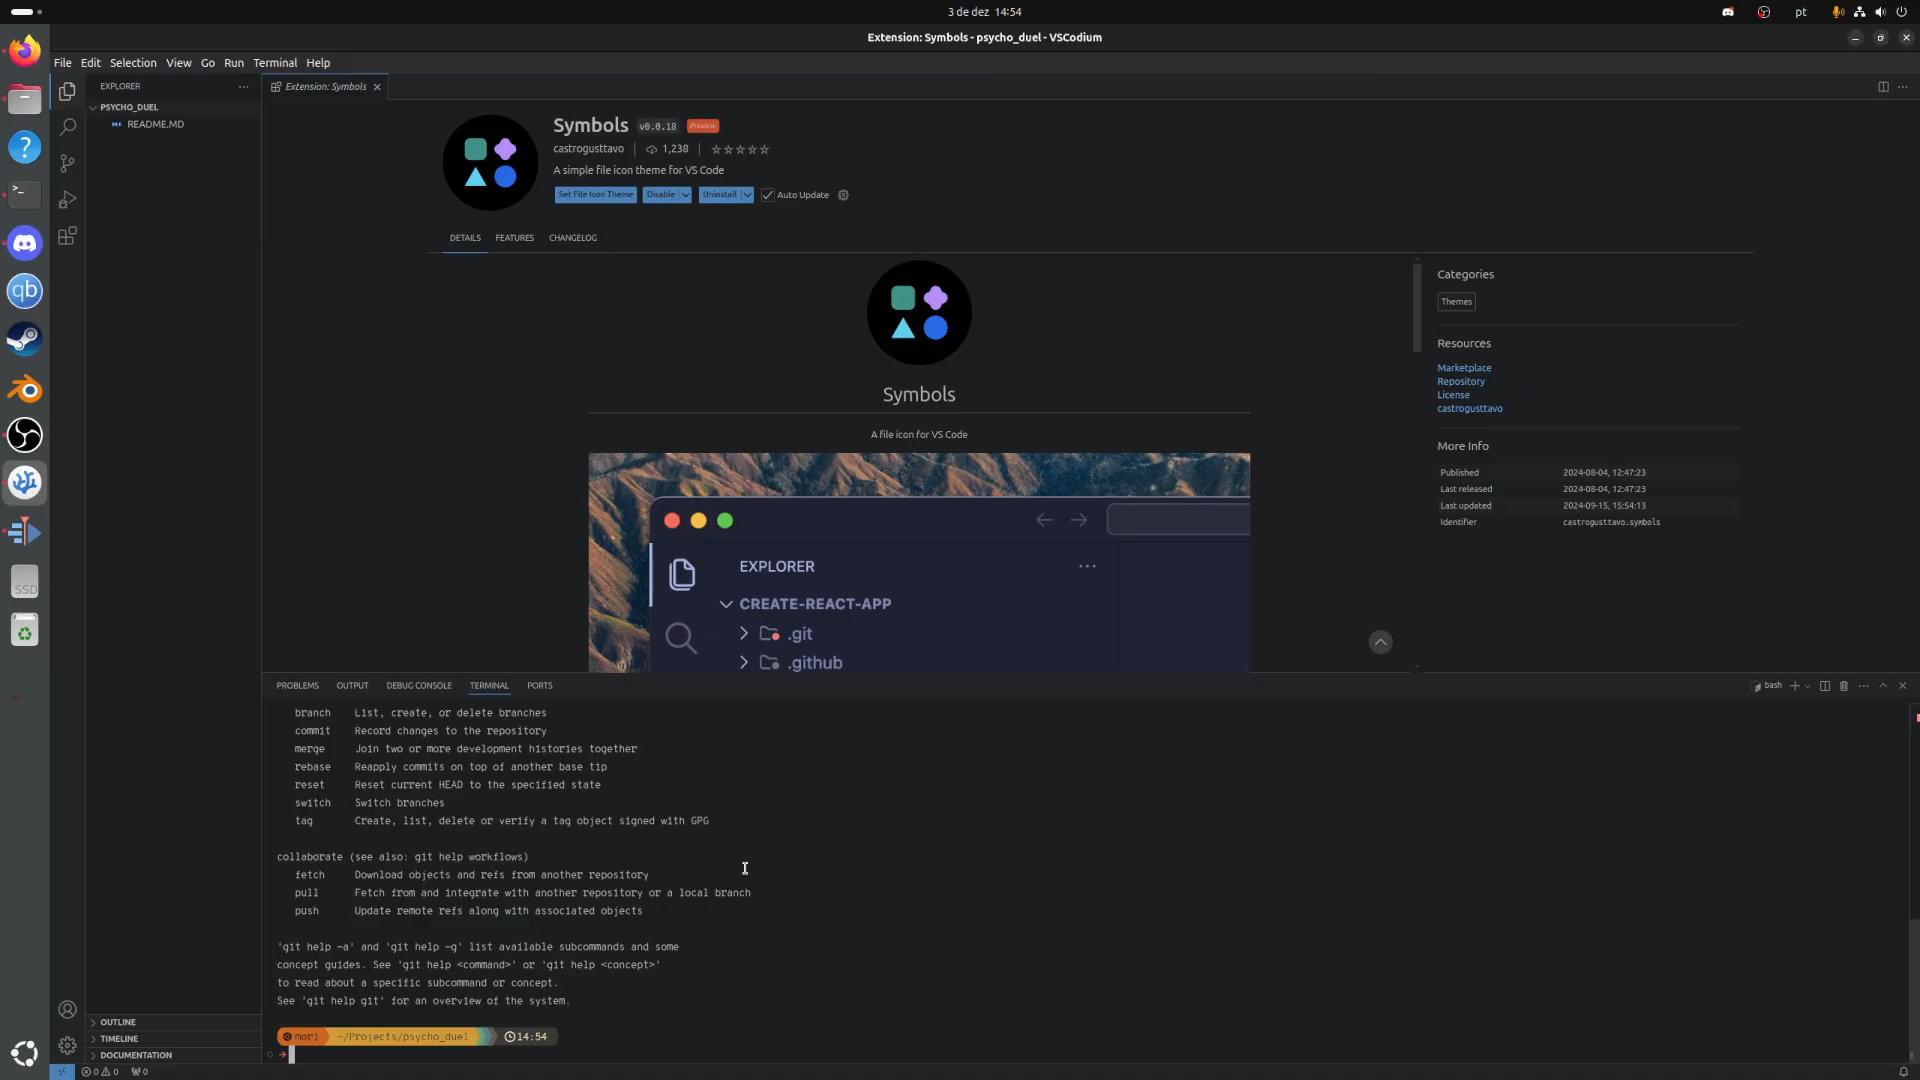 3 de dez 14:54
pt
Extension: Symbols - psycho_duel - VSCodium
File Edit Selection View Go Run Terminal Help
EXPLORER
PSYCHO_DUEL
README.MD
Extension: Symbols
Symbols v0.0.18 Preview
castrogusttavo 1,238
A simple file icon theme for VS Code
Set File Icon Theme Disable Uninstall Auto Update
DETAILS FEATURES CHANGELOG
Symbols
A file icon for VS Code
EXPLORER
CREATE-REACT-APP
.git
.github
Categories
Themes
Resources
Marketplace
Repository
License
castrogusttavo
More Info
Published 2024-08-04, 12:47:23
Last released 2024-08-04, 12:47:23
Last updated 2024-09-15, 15:54:13
Identifier castrogusttavo.symbols
PROBLEMS OUTPUT DEBUG CONSOLE TERMINAL PORTS
bash
branch List, create, or delete branches
commit Record changes to the repository
merge Join two or more development histories together
rebase Reapply commits on top of another base tip
reset Reset current HEAD to the specified state
switch Switch branches
tag Create, list, delete or verify a tag object signed with GPG
collaborate (see also: git help workflows)
fetch Download objects and refs from another repository
pull Fetch from and integrate with another repository or a local branch
push Update remote refs along with associated objects
'git help -a' and 'git help -g' list available subcommands and some
concept guides. See 'git help <command>' or 'git help <concept>'
to read about a specific subcommand or concept.
See 'git help git' for an overview of the system.
mori ~/Projects/psycho_duel 14:54
OUTLINE
TIMELINE
DOCUMENTATION
0 0 0
qb
SSD